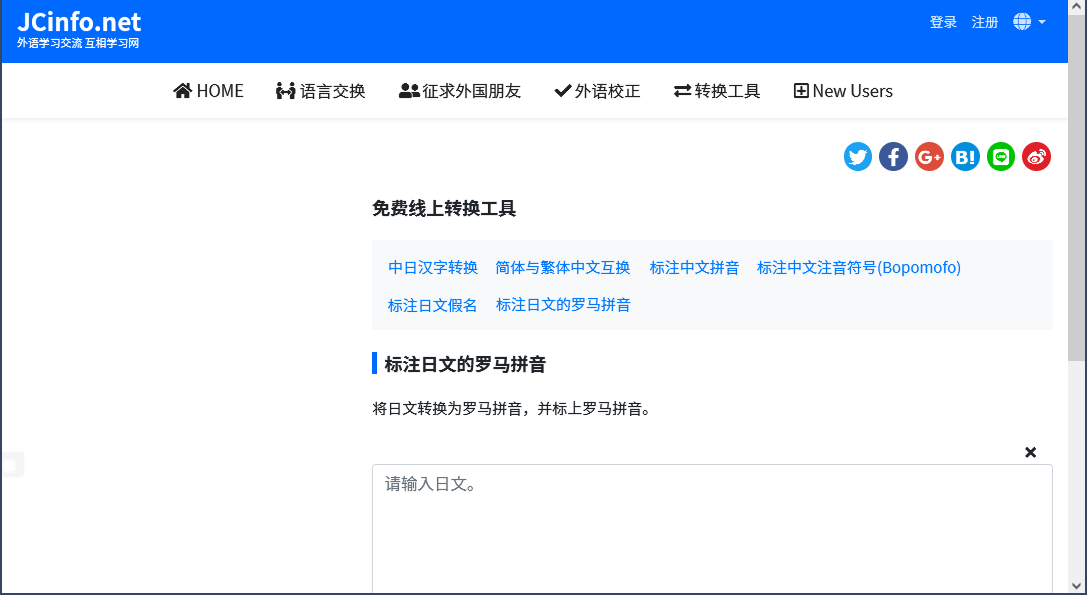 JCinfo.net
外语学习交流 互相学习网
登录 注册
HOME 语言交换 征求外国朋友 外语校正 转换工具 New Users
免费线上转换工具
中日汉字转换 简体与繁体中文互换 标注中文拼音 标注中文注音符号(Bopomofo)
标注日文假名 标注日文的罗马拼音
标注日文的罗马拼音
将日文转换为罗马拼音，并标上罗马拼音。
请输入日文。